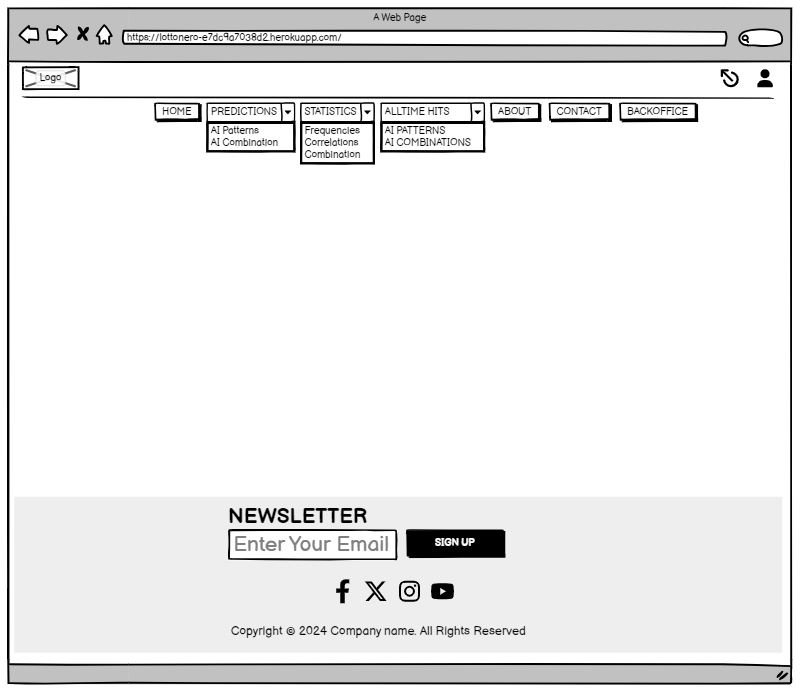 A Web Page
https://lottonero-e7dc9a7038d2.herokuapp.com/
Logo
HOME PREDICTIONS STATISTICS ALLTIME HITS ABOUT CONTACT BACKOFFICE
AI Patterns
AI Combination
Frequencies
Correlations
Combination
AI PATTERNS
AI COMBINATIONS
NEWSLETTER
Enter Your Email
SIGN UP
Copyright © 2024 Company name. All Rights Reserved